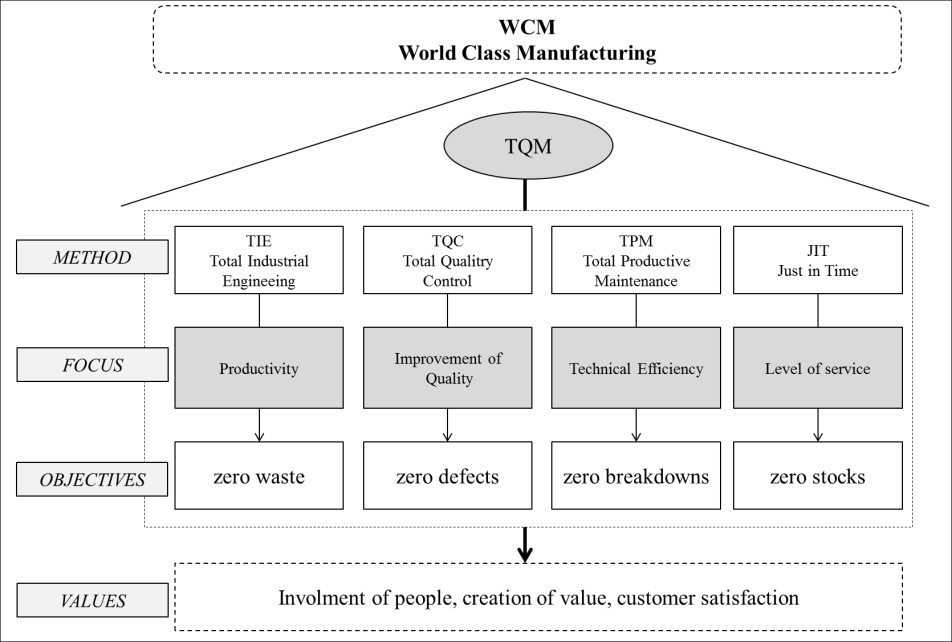 WCM
World Class Manufacturing
TQM
METHOD
TIE
Total Industrial
Engineeing
TQC
Total Qualitry
Control
TPM
Total Productive
Maintenance
JIT
Just in Time
FOCUS
Productivity
Improvement of
Quality
Technical Efficiency
Level of service
OBJECTIVES
zero waste
zero defects
zero breakdowns
zero stocks
VALUES
Involment of people, creation of value, customer satisfaction